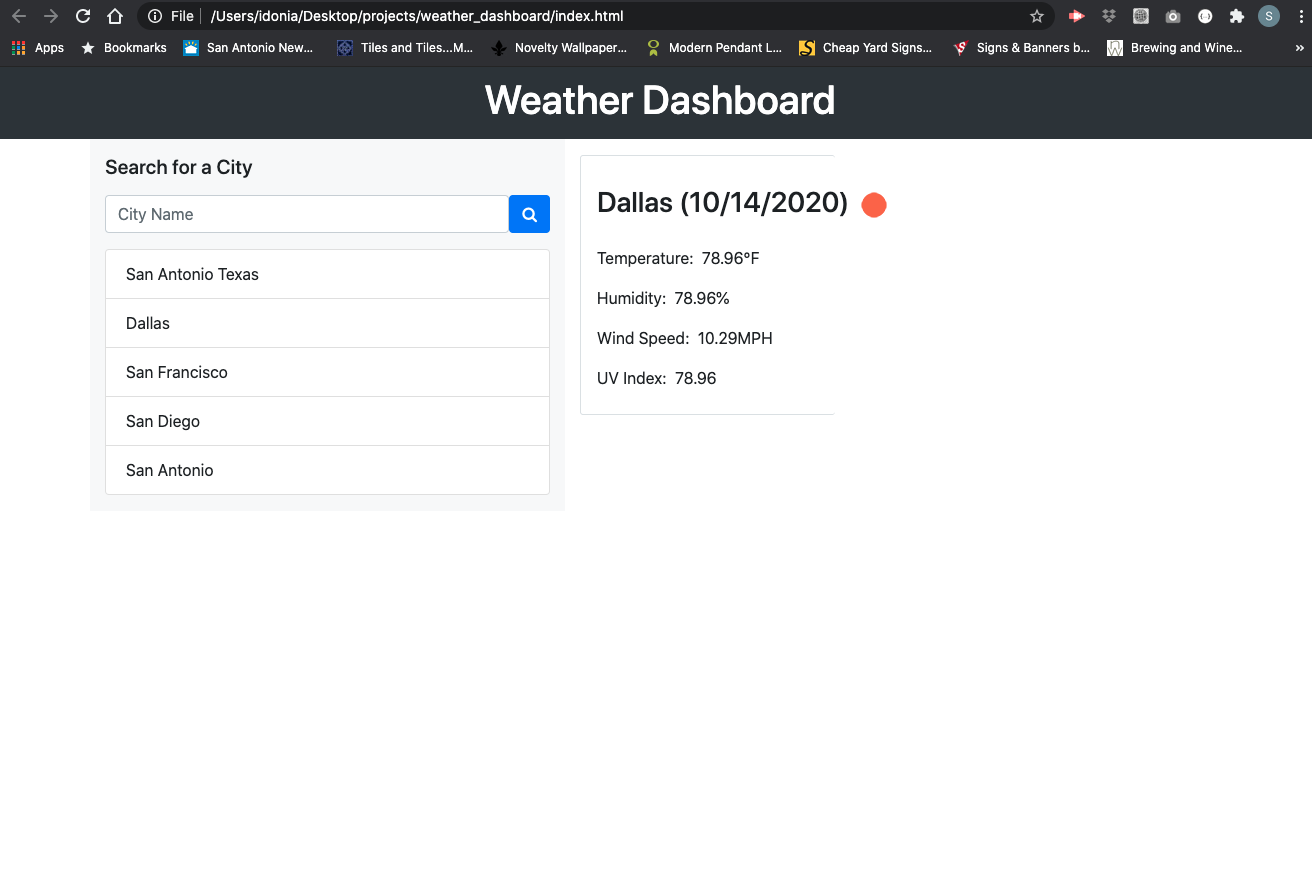 File /Users/idonia/Desktop/projects/weather_dashboard/index.html
S
Apps Bookmarks San Antonio New... Tiles and Tiles...M... Novelty Wallpaper... Modern Pendant L... Cheap Yard Signs... Signs & Banners b... Brewing and Wine... »
Weather Dashboard
Search for a City
City Name
San Antonio Texas
Dallas
San Francisco
San Diego
San Antonio
Dallas (10/14/2020)
Temperature: 78.96°F
Humidity: 78.96%
Wind Speed: 10.29MPH
UV Index: 78.96